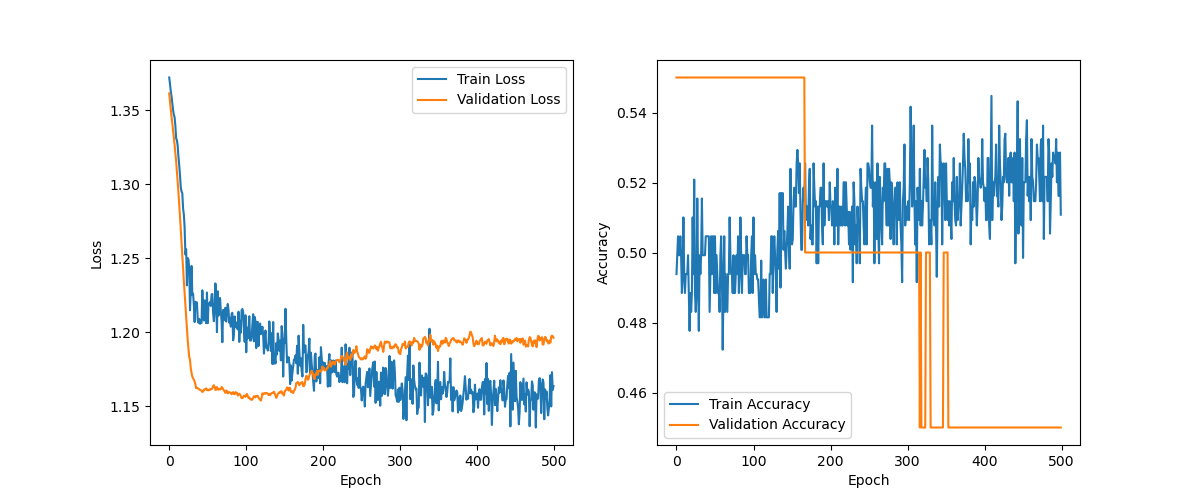 Train Loss
Validation Loss
1.35
1.30
1.25
1.20
1.15
Loss
0
100
200
300
400
500
Epoch
0.54
0.52
0.50
0.48
0.46
Accuracy
Train Accuracy
Validation Accuracy
0
100
200
300
400
500
Epoch